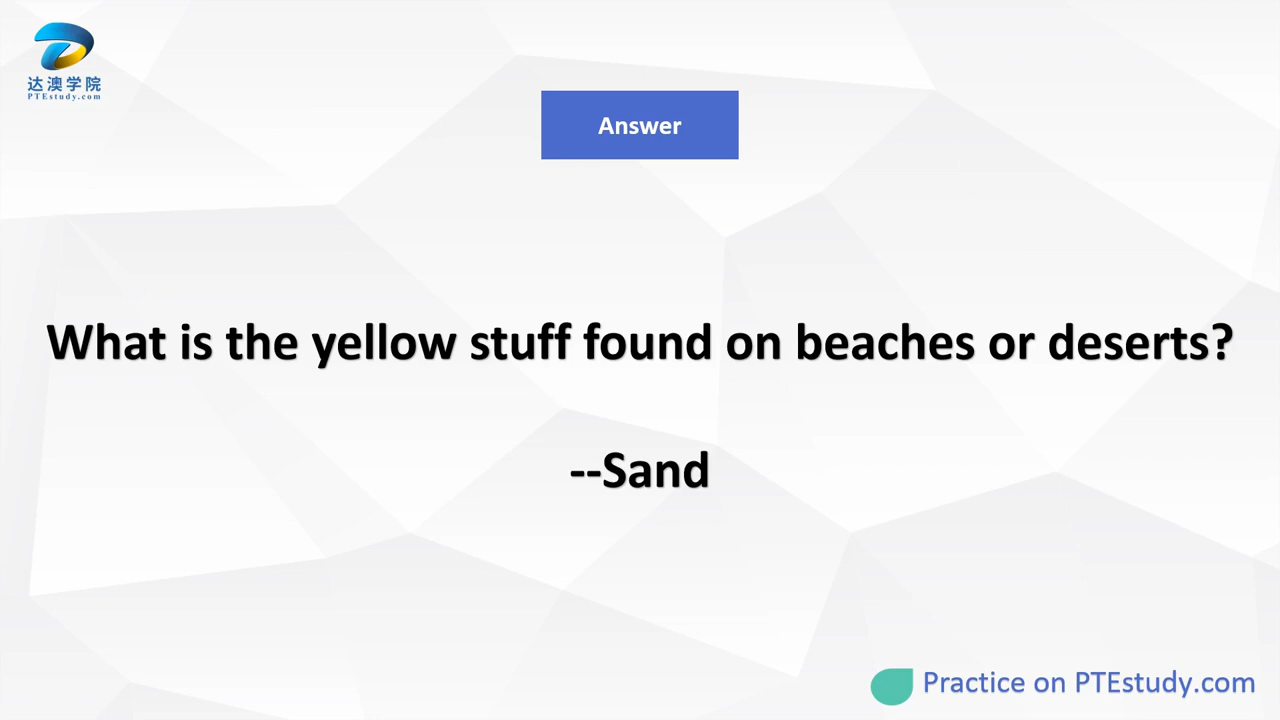 达澳学院
PTEstudy.com
Answer
What is the yellow stuff found on beaches or deserts?
--Sand
Practice on PTEstudy.com